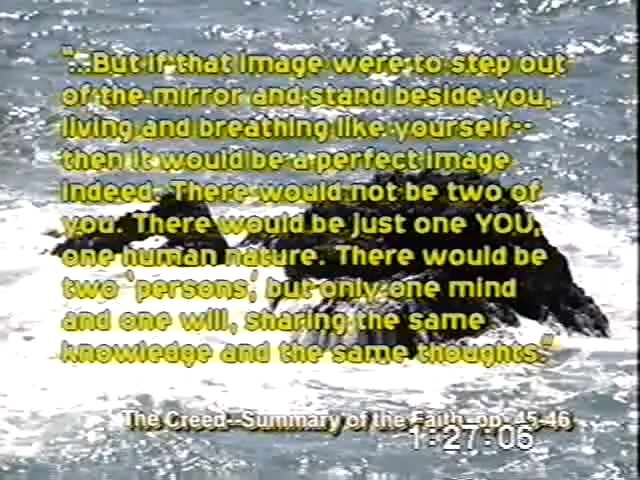 "...But if that image were to step out
of the mirror and stand beside you,
living and breathing like yourself--
then it would be a perfect image
indeed. There would not be two of
you. There would be just one YOU,
one human nature. There would be
two 'persons,' but only one mind
and one will, sharing the same
knowledge and the same thoughts."
The Creed--Summary of the Faith, pp. 45-46
1:27:05